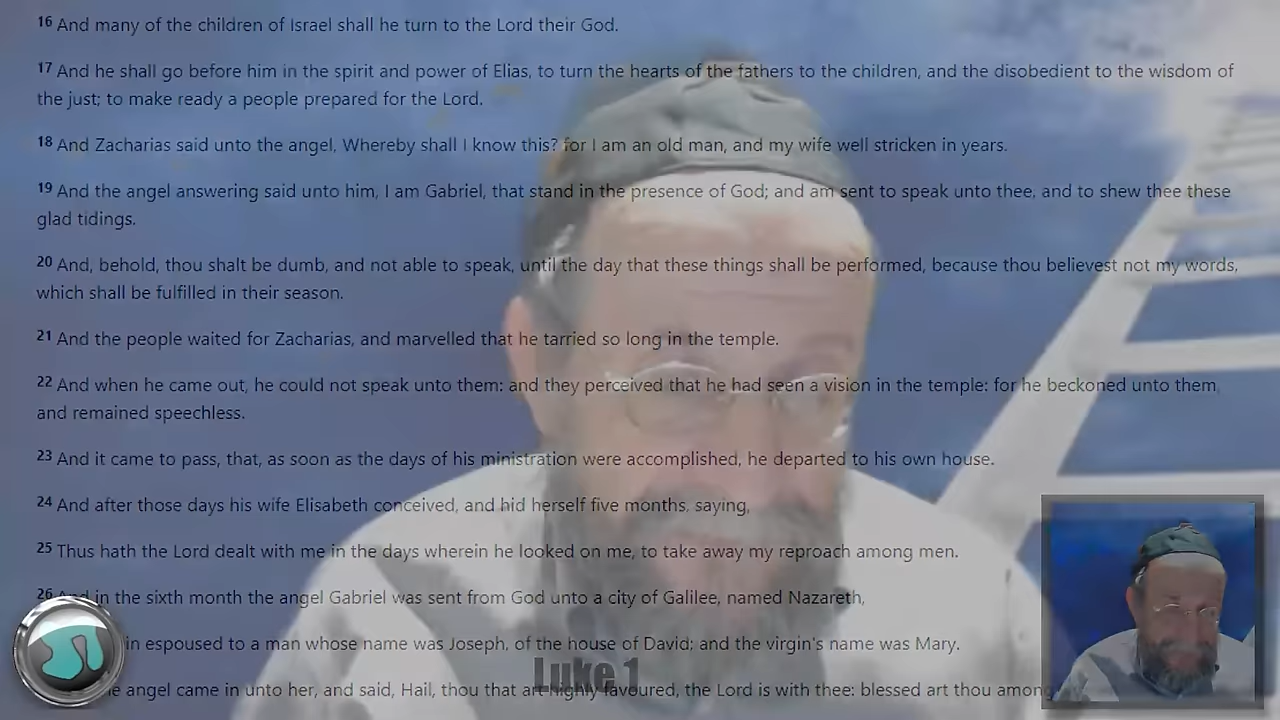 16 And many of the children of Israel shall he turn to the Lord their God.
17 And he shall go before him in the spirit and power of Elias, to turn the hearts of the fathers to the children, and the disobedient to the wisdom of
the just; to make ready a people prepared for the Lord.
18 And Zacharias said unto the angel, Whereby shall I know this? for I am an old man, and my wife well stricken in years.
19 And the angel answering said unto him, I am Gabriel, that stand in the presence of God; and am sent to speak unto thee, and to shew thee these
glad tidings.
20 And, behold, thou shalt be dumb, and not able to speak, until the day that these things shall be performed, because thou believest not my words,
which shall be fulfilled in their season.
21 And the people waited for Zacharias, and marvelled that he tarried so long in the temple.
22 And when he came out, he could not speak unto them: and they perceived that he had seen a vision in the temple: for he beckoned unto them,
and remained speechless.
23 And it came to pass, that, as soon as the days of his ministration were accomplished, he departed to his own house.
24 And after those days his wife Elisabeth conceived, and hid herself five months, saying,
25 Thus hath the Lord dealt with me in the days wherein he looked on me, to take away my reproach among men.
26 And in the sixth month the angel Gabriel was sent from God unto a city of Galilee, named Nazareth,
in espoused to a man whose name was Joseph, of the house of David; and the virgin's name was Mary.
angel came in unto her, and said, Hail, thou that art highly favoured, the Lord is with thee: blessed art thou among
Luke 1